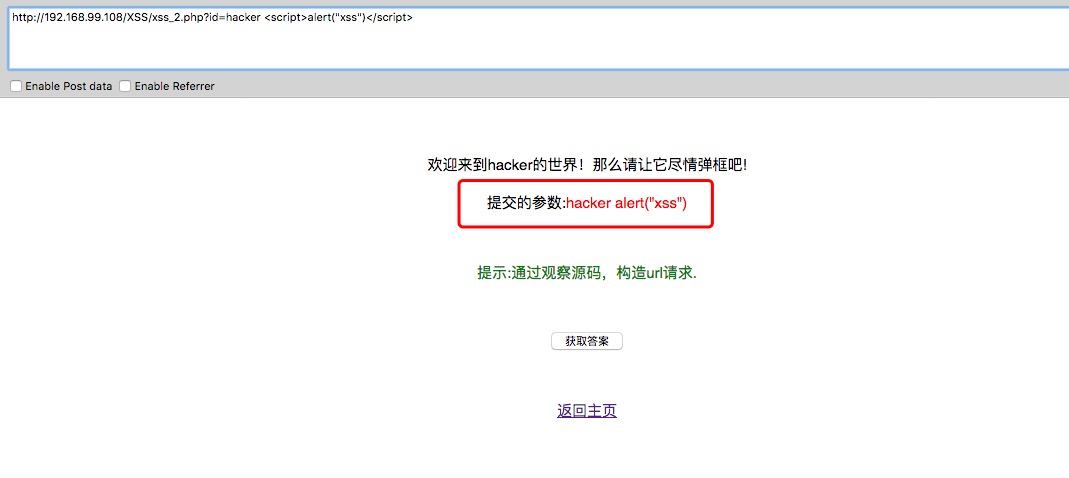 http://192.168.99.108/XSS/xss_2.php?id=hacker <script>alert("xss")</script>
Enable Post data Enable Referrer
欢迎来到hacker的世界！那么请让它尽情弹框吧!
提交的参数:hacker alert("xss")
提示:通过观察源码，构造url请求.
获取答案
返回主页